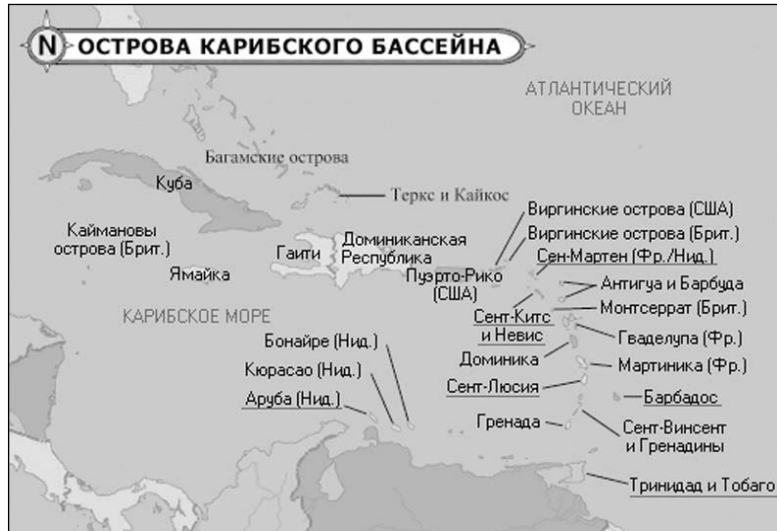 N
ОСТРОВА КАРИБСКОГО БАССЕЙНА
АТЛАНТИЧЕСКИЙ
ОКЕАН
Багамские острова
Куба
Теркс и Кайкос
Виргинские острова (США)
Каймановы
острова (Брит.)
Гаити
Доминиканская
Республика
Виргинские острова (Брит.)
Сен-Мартен (Фр./Нид.)
Ямайка
Пуэрто-Рико
(США)
Антигуа и Барбуда
Монтсеррат (Брит.)
КАРИБСКОЕ МОРЕ
Сент-Китс
и Невис
Гваделупа (Фр.)
Бонайре (Нид.)
Доминика
Мартиника (Фр.)
Кюрасао (Нид.)
Сент-Люсия
Аруба (Нид.)
Барбадос
Гренада
Сент-Винсент
и Гренадины
Тринидад и Тобаго